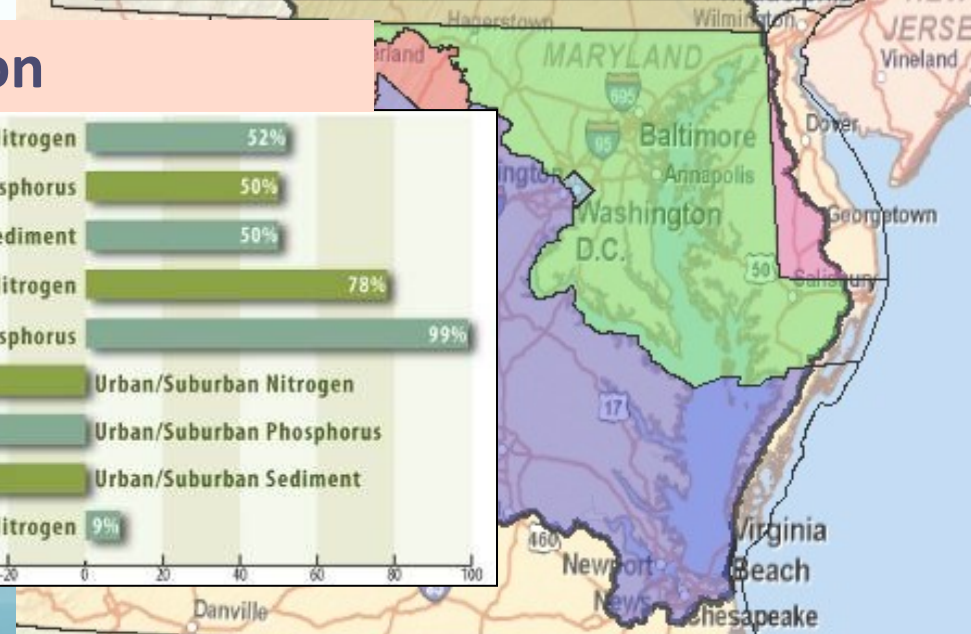 on
itrogen 52%
sphorus 50%
ediment 50%
itrogen 78%
sphorus 99%
Urban/Suburban Nitrogen
Urban/Suburban Phosphorus
Urban/Suburban Sediment
itrogen 9%
-20 0 20 40 60 80 100
Hagerstown
Wilmington
JERSE
erland
MARYLAND
Vineland
695
95
Baltimore
Dover
ington
Annapolis
Washington
D.C.
Georgetown
50
Salisbury
17
460
Virginia
Beach
Newport
News
Chesapeake
Danville